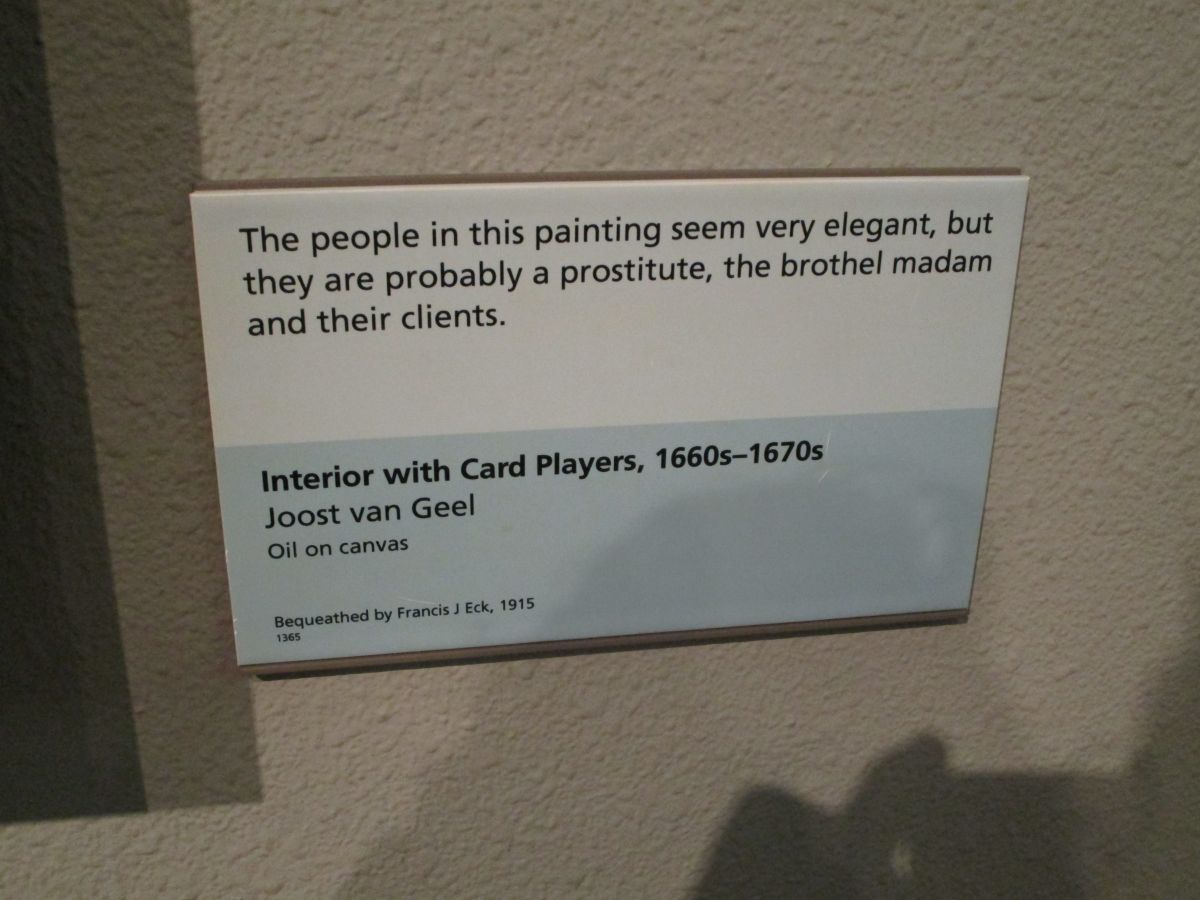 The people in this painting seem very elegant, but
they are probably a prostitute, the brothel madam
and their clients.
Interior with Card Players, 1660s–1670s
Joost van Geel
Oil on canvas
Bequeathed by Francis J Eck, 1915
1365